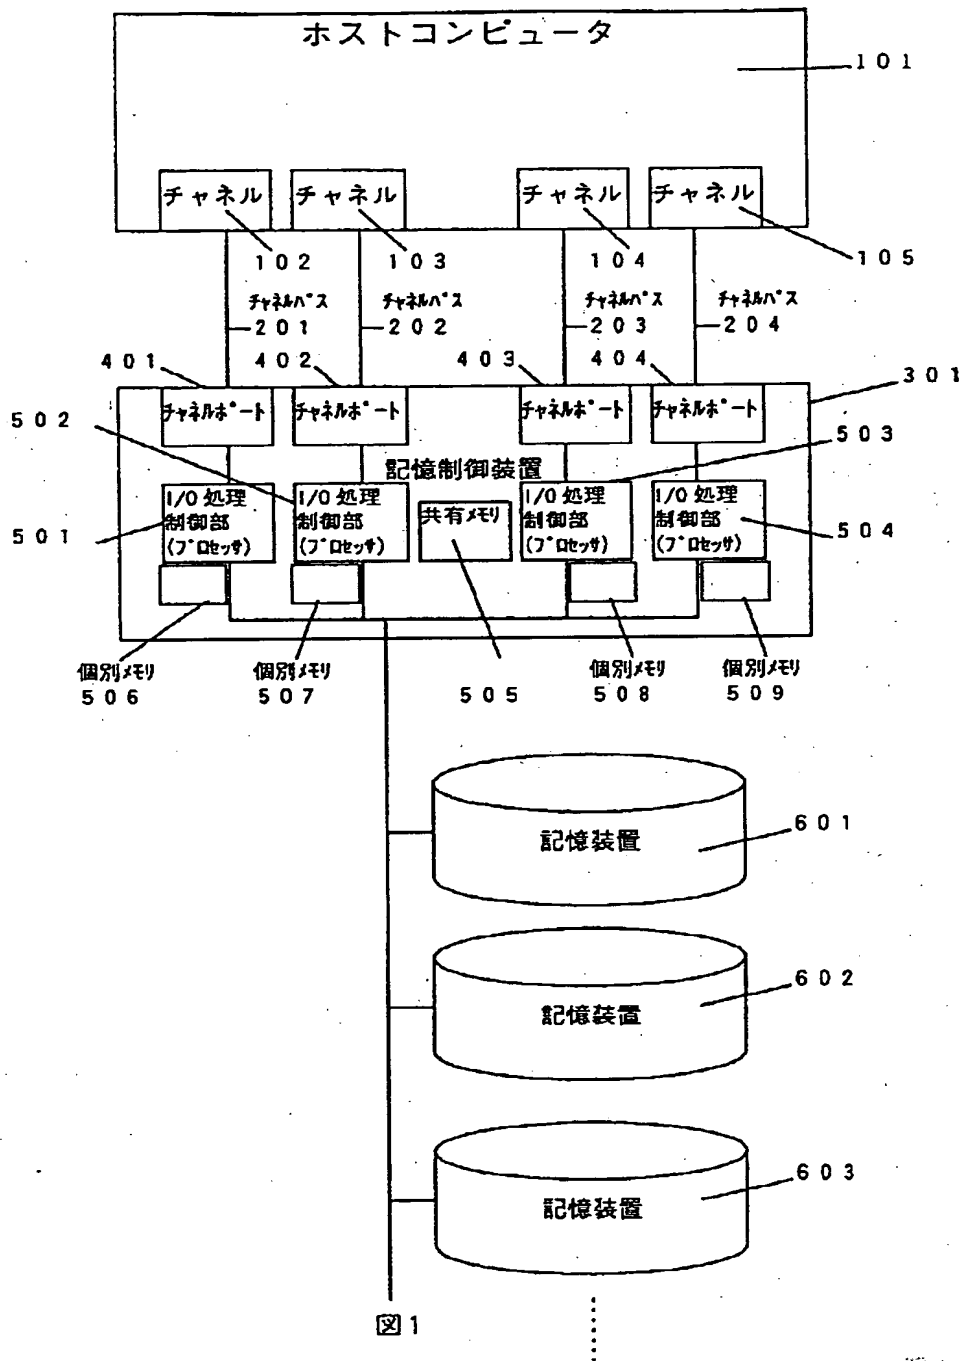 ホストコンピュータ
101
チャネル
チャネル
チャネル
チャネル
102
103
104
105
チャネルパス
チャネルパス
チャネルパス
チャネルパス
201
202
203
204
401
402
403
404
301
チャネルポート
チャネルポート
チャネルポート
チャネルポート
502
503
記憶制御装置
I/O 処理
制御部
(プロセッサ)
I/O 処理
制御部
(プロセッサ)
共有メモリ
I/O 処理
制御部
(プロセッサ)
I/O 処理
制御部
(プロセッサ)
501
504
個別メモリ
506
個別メモリ
507
505
個別メモリ
508
個別メモリ
509
記憶装置
601
記憶装置
602
記憶装置
603
図1